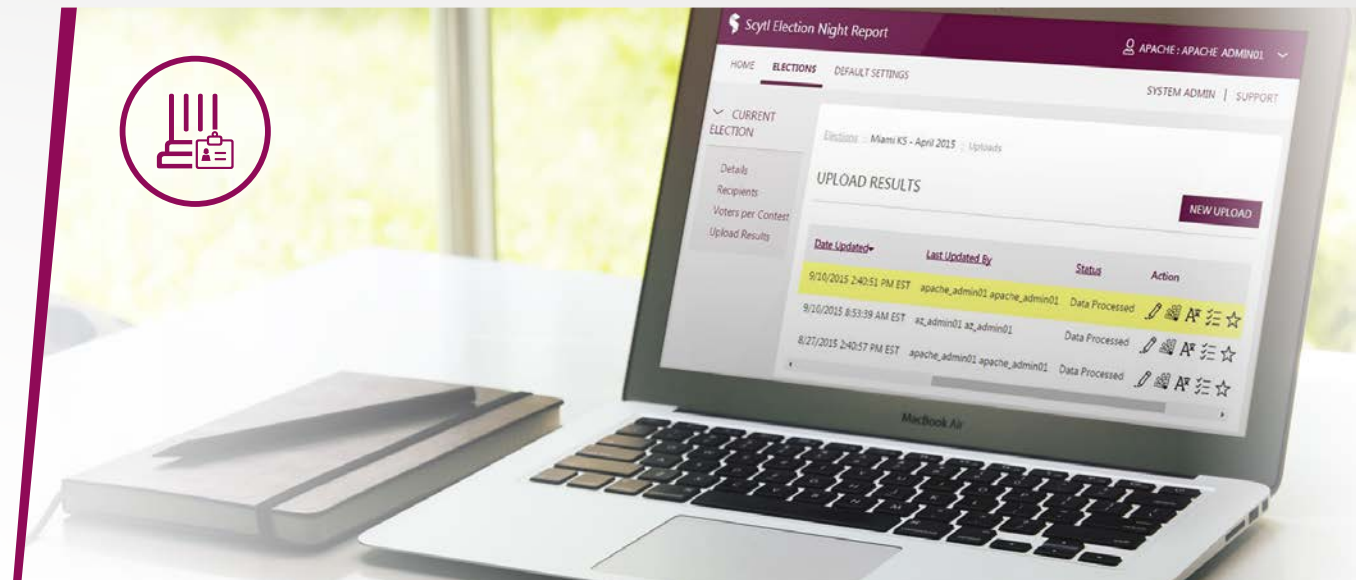 Scytl Election Night Report
APACHE : APACHE ADMIN01
HOME ELECTIONS DEFAULT SETTINGS
SYSTEM ADMIN | SUPPORT
CURRENT
ELECTION
Details
Recipients
Voters per Contest
Upload Results
Elections :: Miami KS - April 2015 :: Uploads
UPLOAD RESULTS
NEW UPLOAD
Date Updated Last Updated By Status Action
9/10/2015 2:40:51 PM EST apache_admin01 apache_admin01 Data Processed
9/10/2015 8:53:39 AM EST az_admin01 az_admin01 Data Processed
8/27/2015 2:40:57 PM EST apache_admin01 apache_admin01 Data Processed
MacBook Air